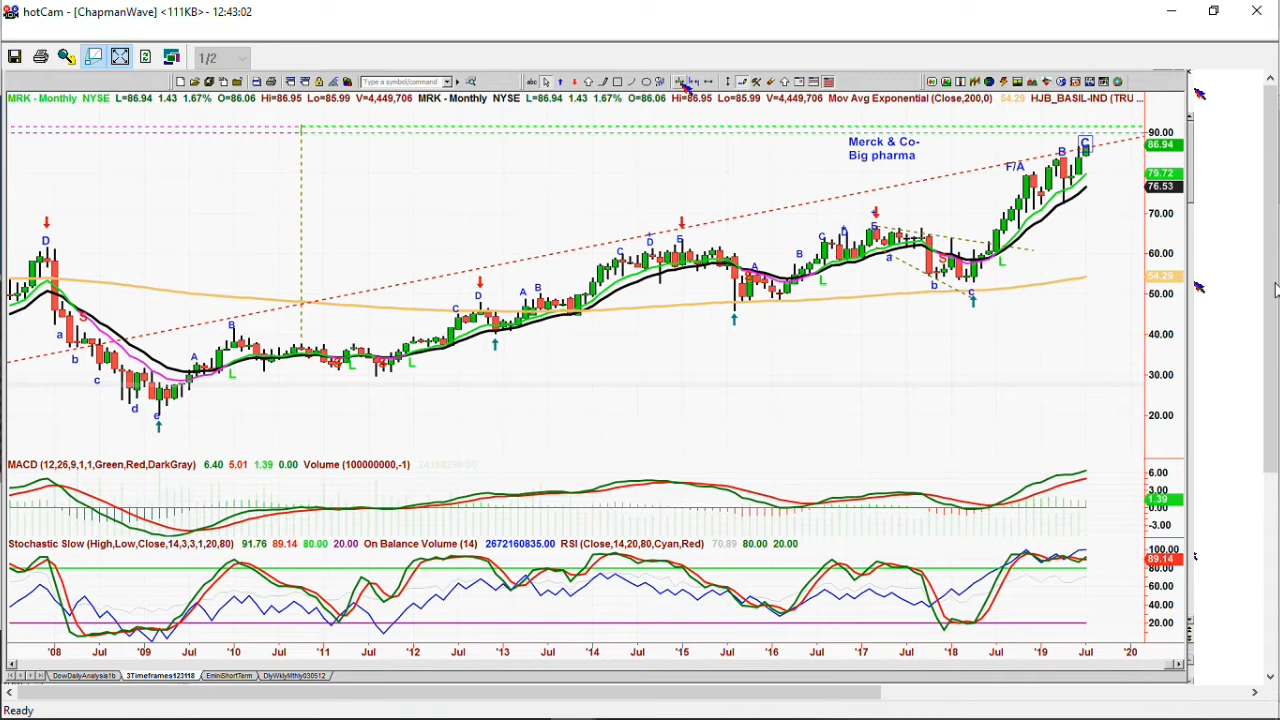 hotCam - [ChapmanWave] <111KB> - 12:43:02
1/2
Type a symbol/command
abc
MRK - Monthly NYSE L=86.94 1.43 1.67% O=86.06 Hi=86.95 Lo=85.99 V=4,449,706 MRK - Monthly NYSE L=86.94 1.43 1.67% O=86.06 Hi=86.95 Lo=85.99 V=4,449,706 Mov Avg Exponential (Close,200,0) 54.29 HJB_BASIL-IND (TRU ...
90.00
Merck & Co-
Big pharma
C
86.94
B
F/A
79.72
76.53
70.00
D
D
E
C
C
D
E
60.00
B
A
S
L
a
54.29
50.00
A
B
C
D
L
b
c
S
B
40.00
a
b
A
L
L
L
c
30.00
d
e
20.00
MACD (12,26,9,1,1,Green,Red,DarkGray) 6.40 5.01 1.39 0.00 Volume (100000000,-1)
6.00
3.00
1.39
0.00
-3.00
Stochastic Slow (High,Low,Close,14,3,3,1,20,80) 91.76 89.14 80.00 20.00 On Balance Volume (14) 2672160835.00 RSI (Close,14,20,80,Cyan,Red) 70.89 80.00 20.00
100.00
89.14
80.00
60.00
40.00
20.00
'08 Jul '09 Jul '10 Jul '11 Jul '12 Jul '13 Jul '14 Jul '15 Jul '16 Jul '17 Jul '18 Jul '19 Jul '20
DowDailyAnalysis1b 3Timeframes123118 EminiShortTerm DlyWklyMthly030512
Ready